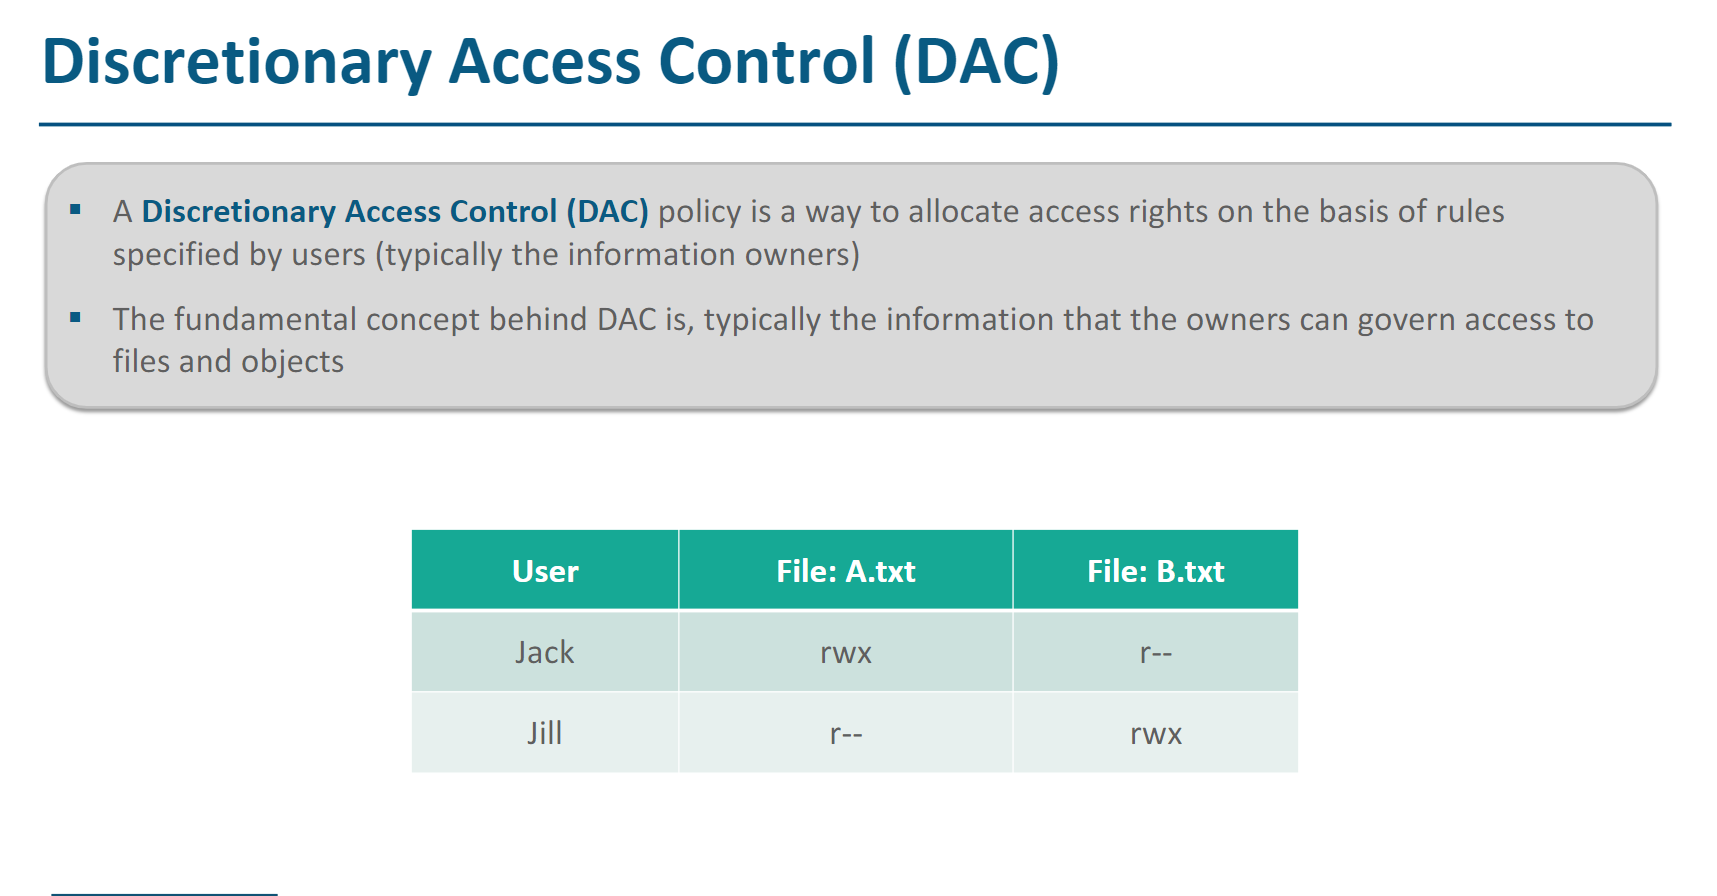 Discretionary Access Control (DAC)
▪ A Discretionary Access Control (DAC) policy is a way to allocate access rights on the basis of rules
specified by users (typically the information owners)
▪ The fundamental concept behind DAC is, typically the information that the owners can govern access to
files and objects
User File: A.txt File: B.txt
Jack rwx r--
Jill r-- rwx